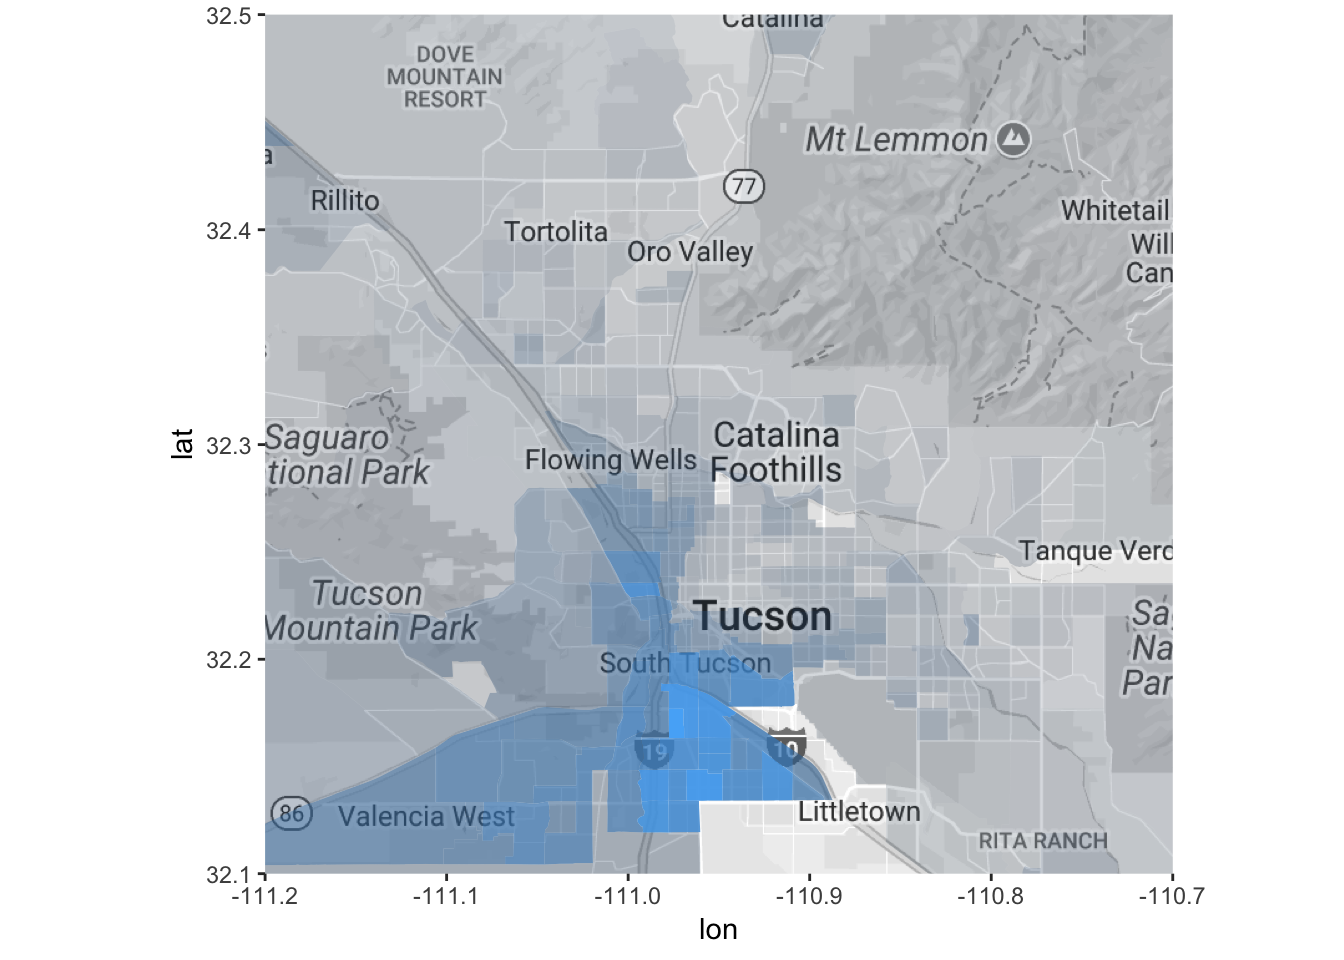 32.5
Catalina
DOVE
MOUNTAIN
RESORT
Mt Lemmon
a
77
Rillito
Whitetail
32.4
Tortolita
Oro Valley
Will
Can
lat
32.3
Saguaro
tional Park
Catalina
Foothills
Flowing Wells
Tanque Verd
Tucson
Mountain Park
Tucson
Sa
Na
Par
32.2
South Tucson
19
10
86
Valencia West
Littletown
RITA RANCH
32.1
-111.2
-111.1
-111.0
-110.9
-110.8
-110.7
lon